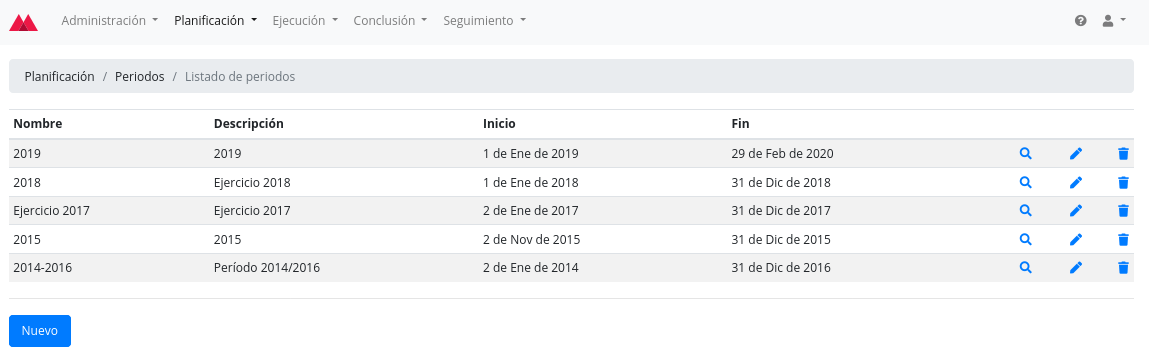 Administración Planificación Ejecución Conclusión Seguimiento
Planificación / Periodos / Listado de periodos
Nombre Descripción Inicio Fin
2019 2019 1 de Ene de 2019 29 de Feb de 2020
2018 Ejercicio 2018 1 de Ene de 2018 31 de Dic de 2018
Ejercicio 2017 Ejercicio 2017 2 de Ene de 2017 31 de Dic de 2017
2015 2015 2 de Nov de 2015 31 de Dic de 2015
2014-2016 Período 2014/2016 2 de Ene de 2014 31 de Dic de 2016
Nuevo